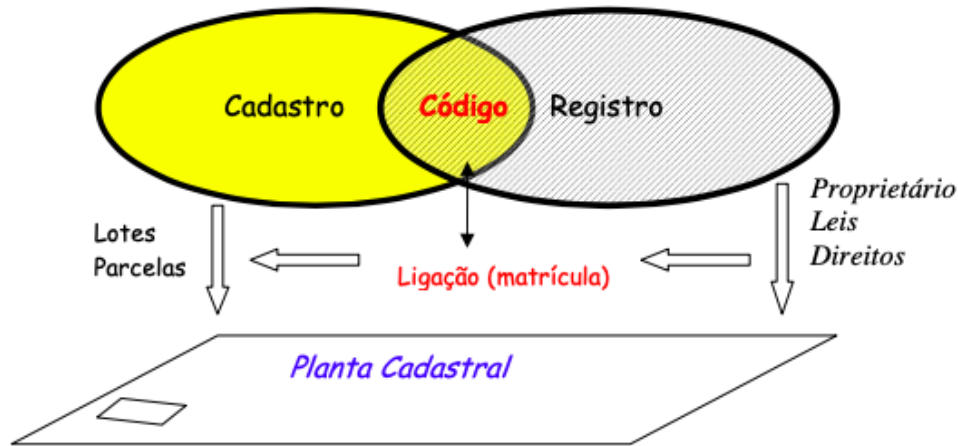 Cadastro
Código
Registro
Proprietário
Leis
Direitos
Lotes
Parcelas
Ligação (matrícula)
Planta Cadastral